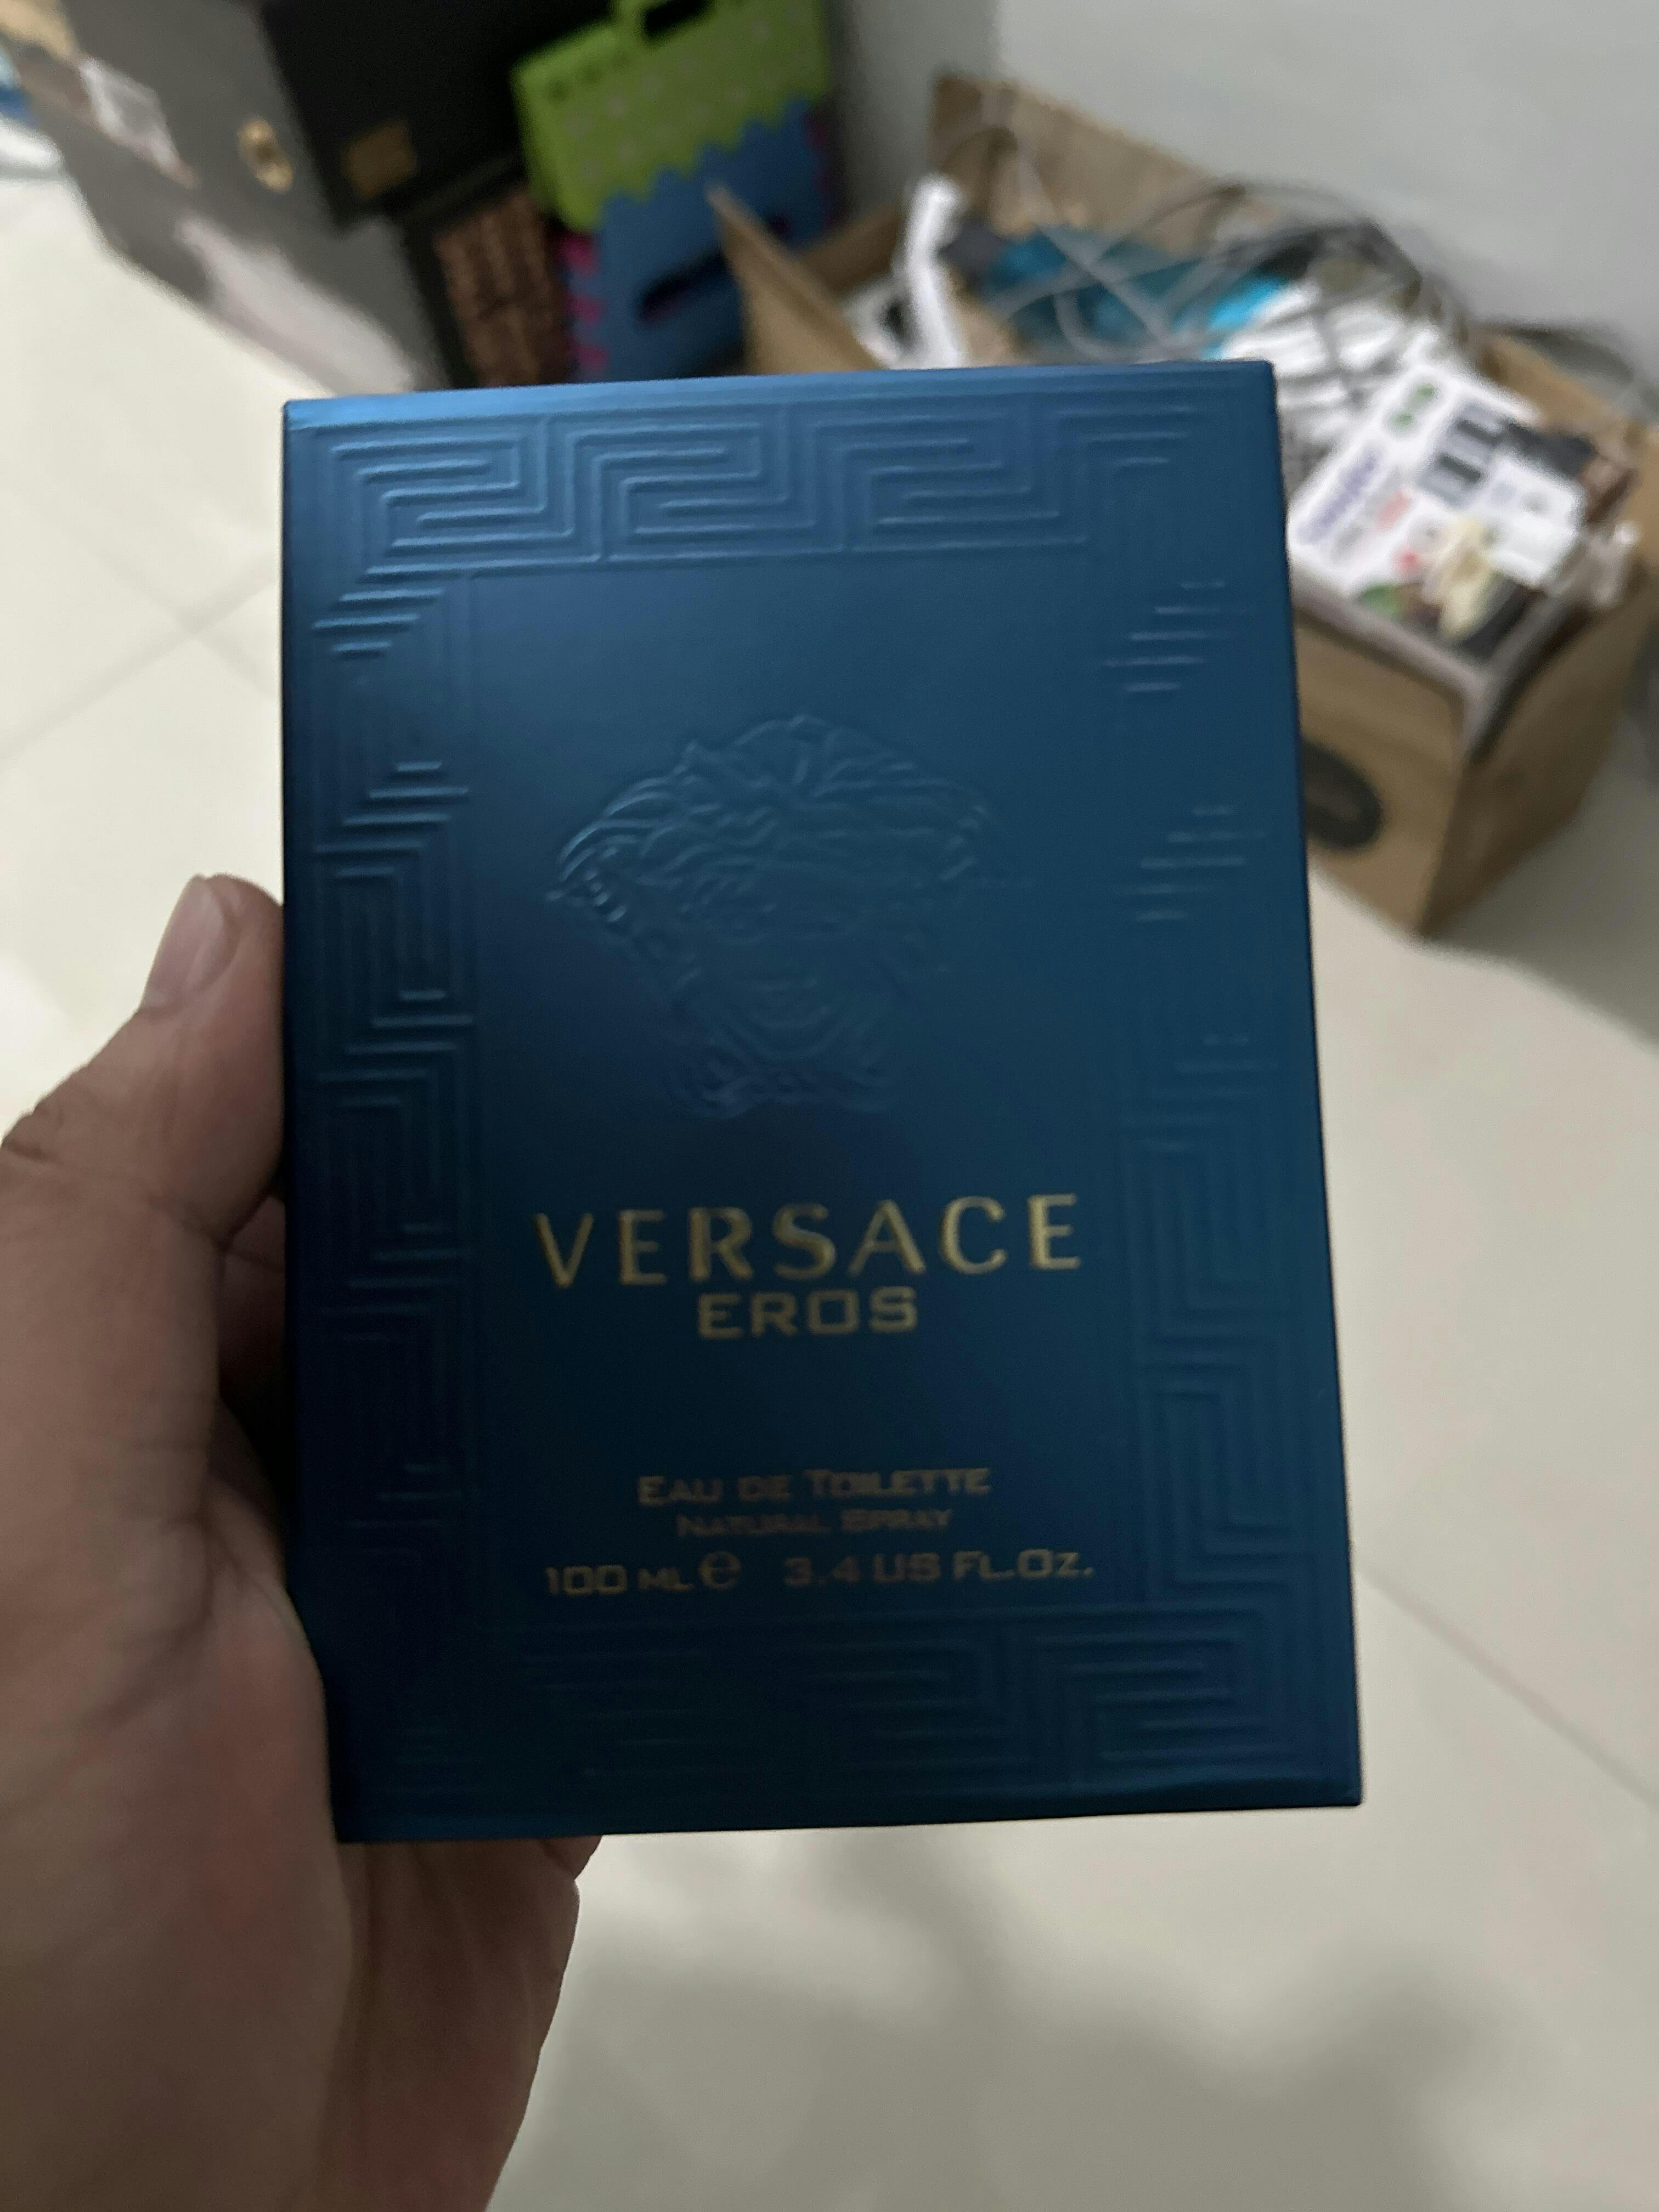 VERSACE
EROS
EAU DE TOILETTE
NATURAL SPRAY
100 ML ℮ 3.4 US FL.OZ.